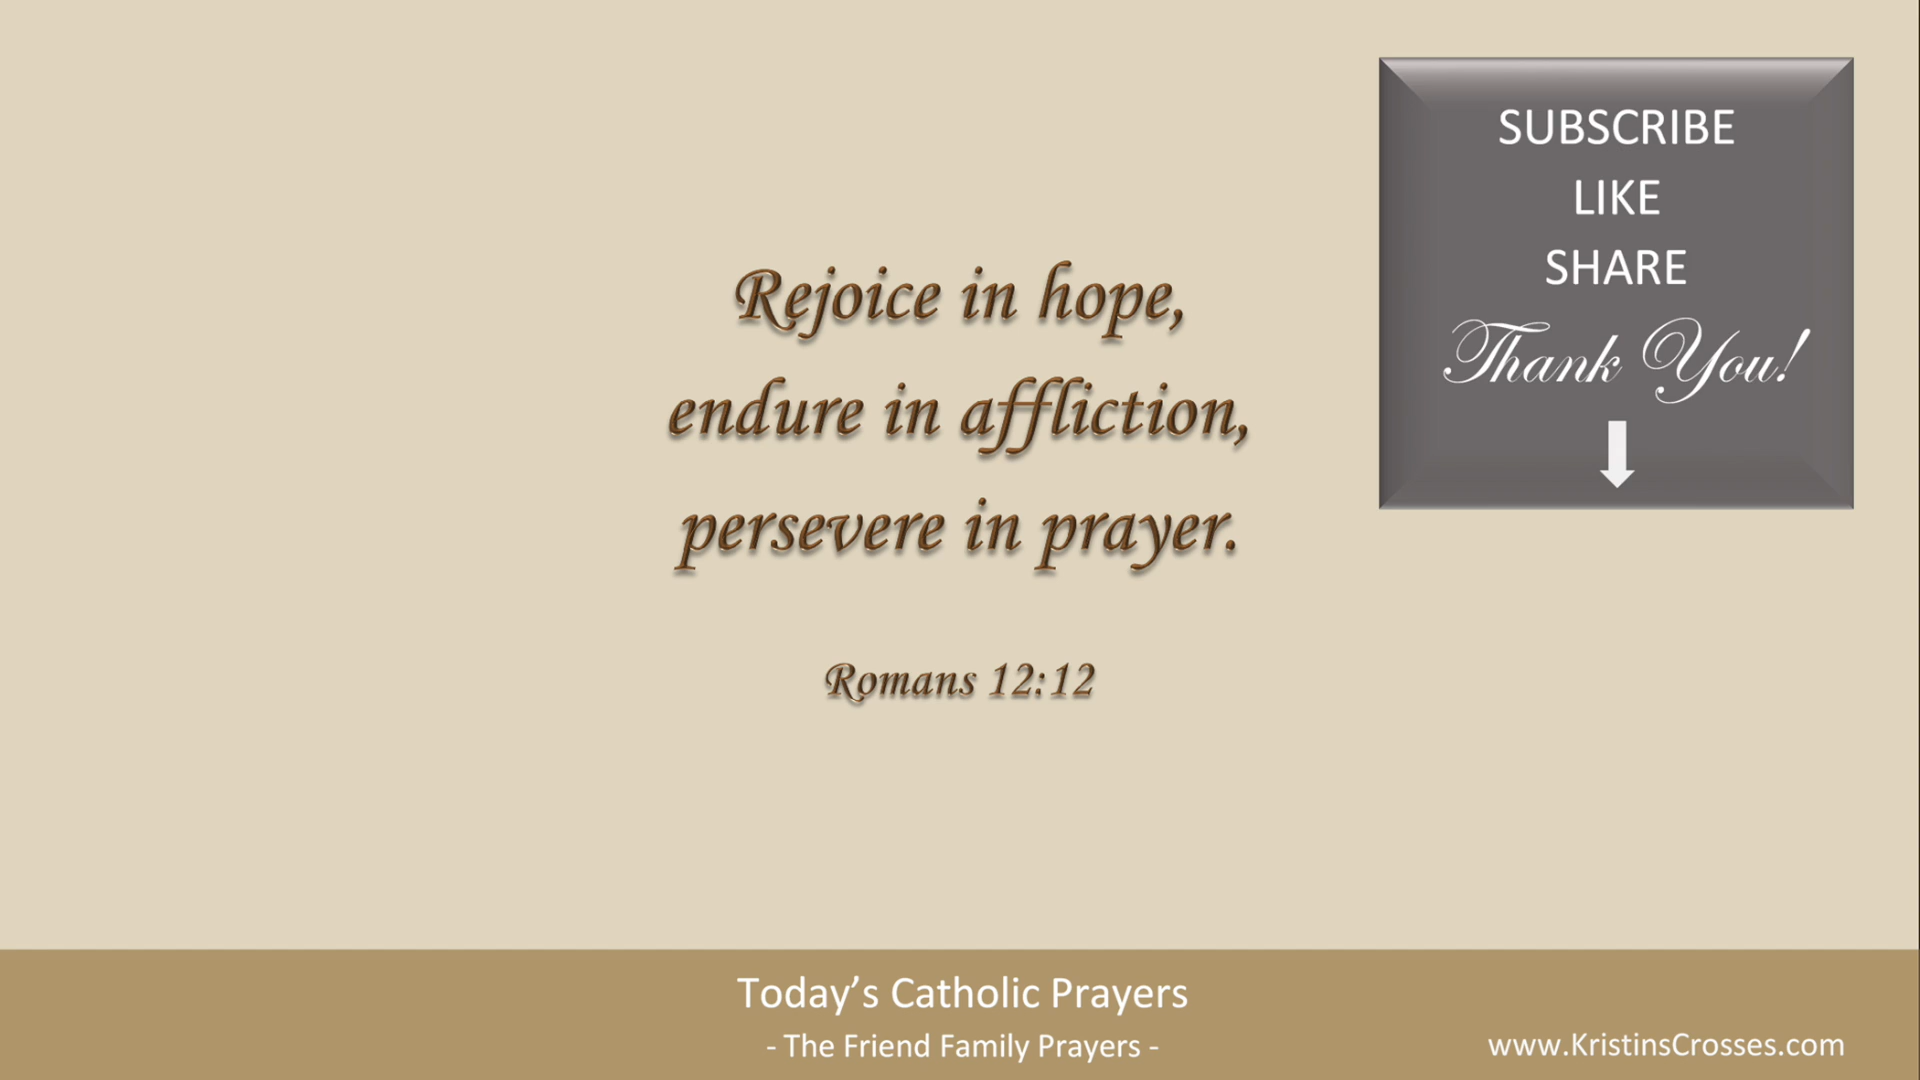 Rejoice in hope,
endure in affliction,
persevere in prayer.
Romans 12:12
SUBSCRIBE
LIKE
SHARE
Thank You!
Today’s Catholic Prayers
- The Friend Family Prayers -
www.KristinsCrosses.com